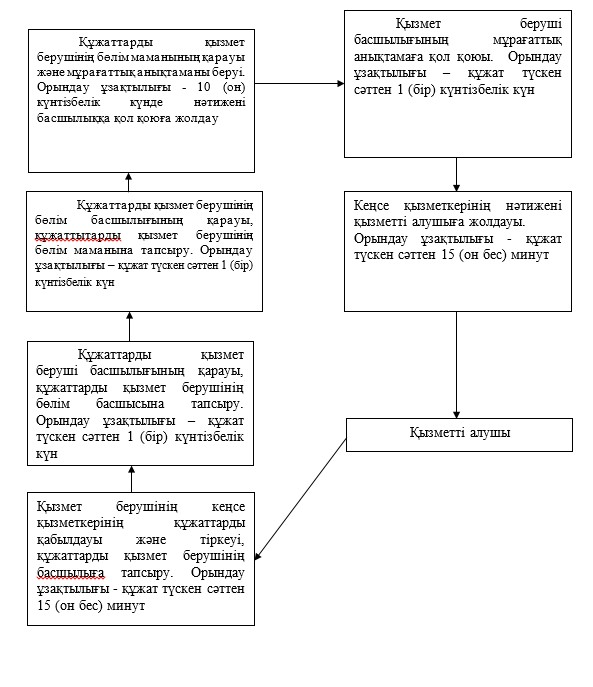 Құжаттарды қызмет
берушінің бөлім маманының қарауы
және мұрағаттық анықтаманы беруі.
Орындау ұзақтылығы - 10 (он)
күнтізбелік күнде нәтижені
басшылыққа қол қоюға жолдау
Қызмет беруші
басшылығының мұрағаттық
анықтамаға қол қоюы. Орындау
ұзақтылығы – құжат түскен
сәттен 1 (бір) күнтізбелік күн
Құжаттарды қызмет берушінің
бөлім басшылығының қарауы,
құжаттытарды қызмет берушінің
бөлім маманына тапсыру. Орындау
ұзақтылығы – құжат түскен сәттен 1 (бір)
күнтізбелік күн
Кеңсе қызметкерінің нәтижені
қызметті алушыға жолдауы.
Орындау ұзақтылығы - құжат
түскен сәттен 15 (он бес) минут
Құжаттарды қызмет
беруші басшылығының қарауы,
құжаттарды қызмет берушінің
бөлім басшысына тапсыру.
Орындау ұзақтылығы – құжат
түскен сәттен 1 (бір) күнтізбелік
күн
Қызметті алушы
Қызмет берушінің кеңсе
қызметкерінің құжаттарды
қабылдауы және тіркеуі,
құжаттарды қызмет берушінің
басшылыға тапсыру. Орындау
ұзақтылығы - құжат түскен сәттен
15 (он бес) минут